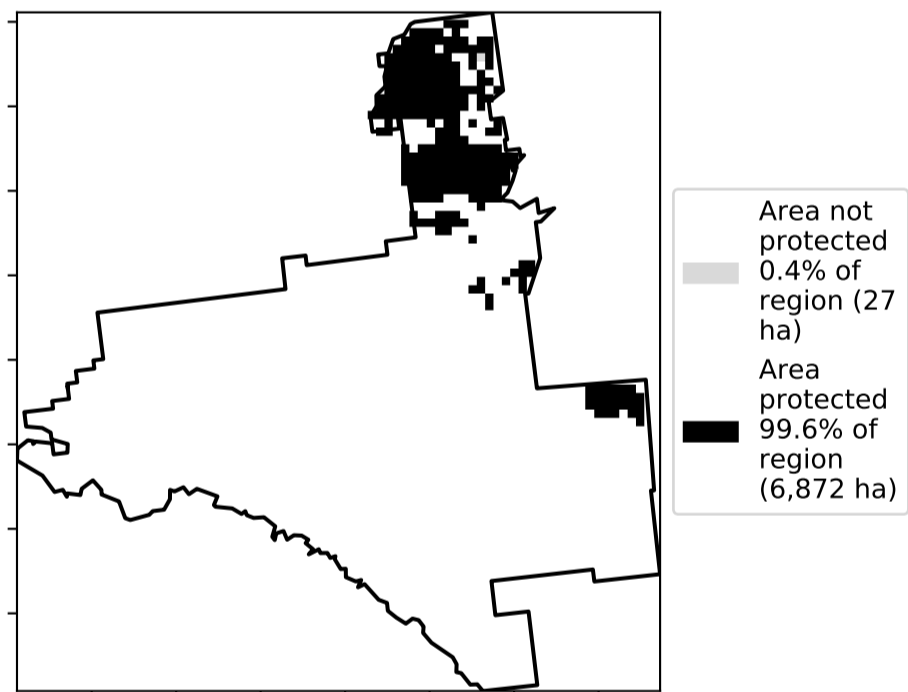 Area not
protected
0.4% of
region (27
ha)
Area
protected
99.6% of
region
(6,872 ha)